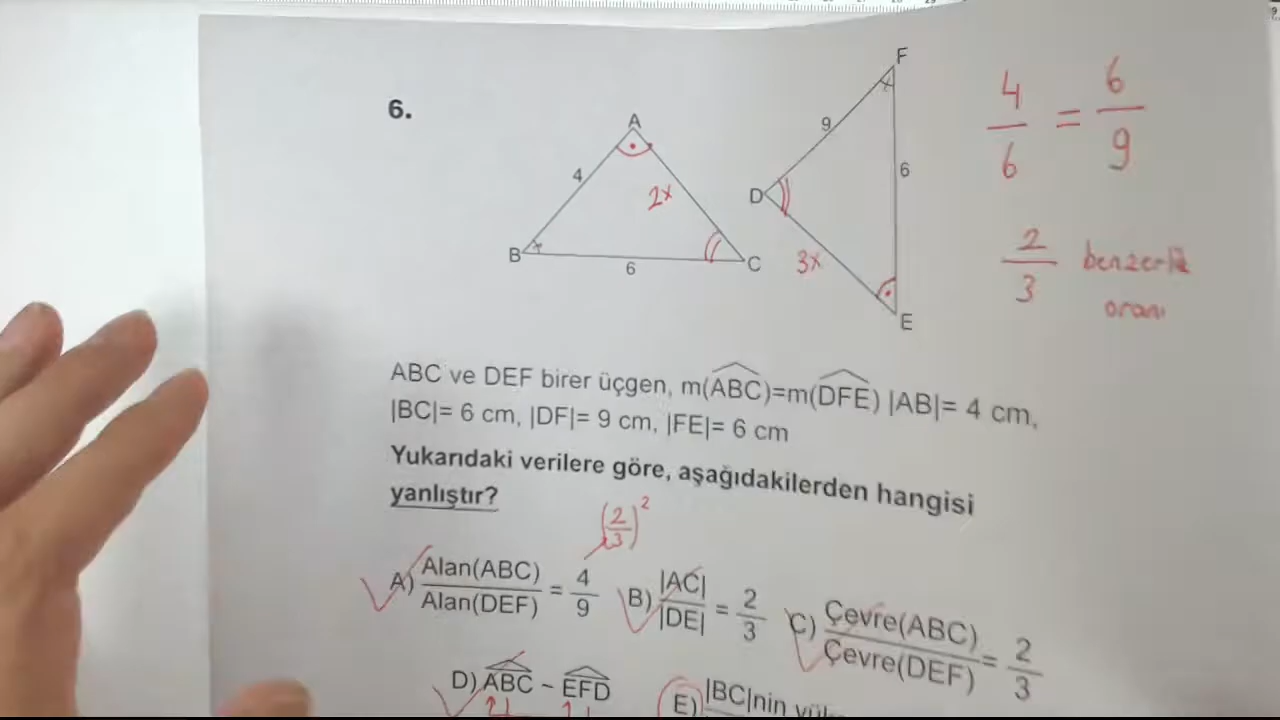 6.
A
4
2x
B
6
C
F
9
6
D
3x
E
4/6 = 6/9
2/3 benzerlik
oranı
ABC ve DEF birer üçgen, m(ABC)=m(DFE) |AB|= 4 cm,
|BC|= 6 cm, |DF|= 9 cm, |FE|= 6 cm
Yukarıdaki verilere göre, aşağıdakilerden hangisi
yanlıştır?
(2/3)²
A) Alan(ABC)/Alan(DEF) = 4/9 B) |AC|/|DE| = 2/3 C) Çevre(ABC)/Çevre(DEF) = 2/3
D) ABC ~ EFD E) |BC|nin